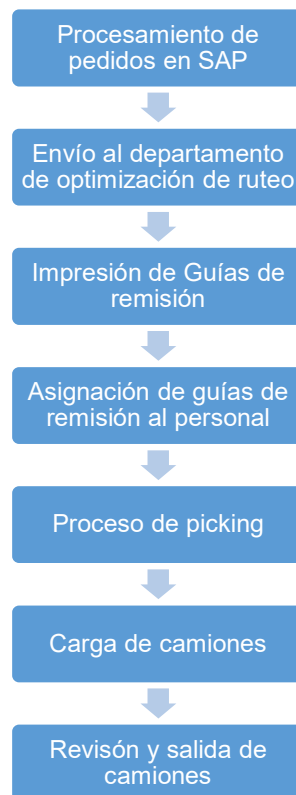 Procesamiento de
pedidos en SAP
Envío al departamento
de optimización de ruteo
Impresión de Guías de
remisión
Asignación de guías de
remisión al personal
Proceso de picking
Carga de camiones
Revisón y salida de
camiones